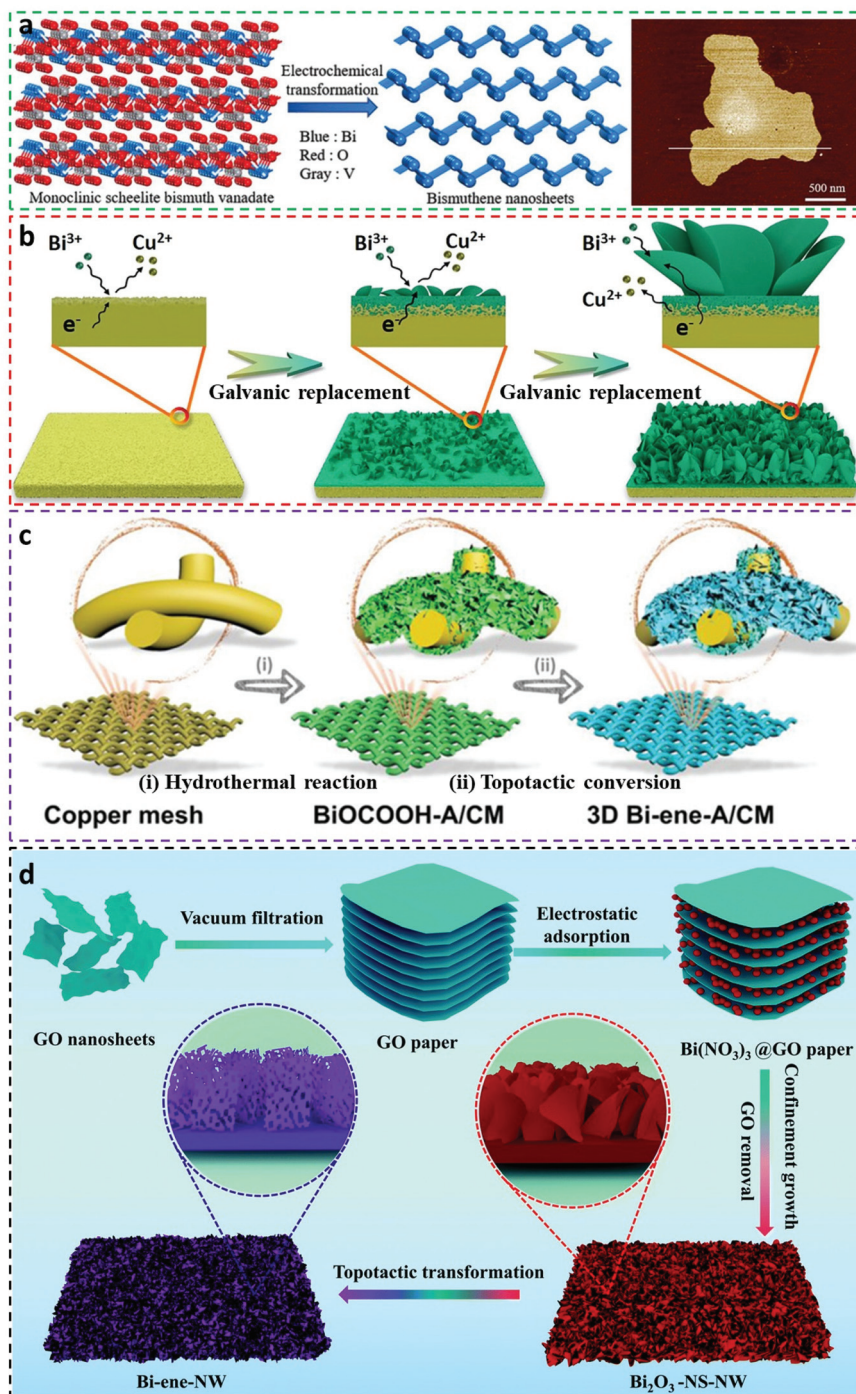 a
Electrochemical
transformation
Blue : Bi
Red : O
Gray : V
Monoclinic scheelite bismuth vanadate
Bismuthene nanosheets
500 nm
b
Bi³⁺
Cu²⁺
e⁻
Bi³⁺
Cu²⁺
e⁻
Bi³⁺
Cu²⁺
e⁻
Galvanic replacement
Galvanic replacement
c
(i)
(ii)
(i) Hydrothermal reaction
(ii) Topotactic conversion
Copper mesh
BiOCOOH-A/CM
3D Bi-ene-A/CM
d
Vacuum filtration
Electrostatic
adsorption
GO nanosheets
GO paper
Bi(NO₃)₃ @GO paper
Confinement growth
GO removal
Topotactic transformation
Bi-ene-NW
Bi₂O₃ -NS-NW